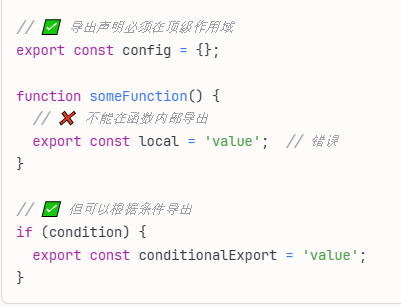 // ✅ 导出声明必须在顶级作用域
export const config = {};
function someFunction() {
// ❌ 不能在函数内部导出
export const local = 'value';  // 错误
}
// ✅ 但可以根据条件导出
if (condition) {
export const conditionalExport = 'value';
}